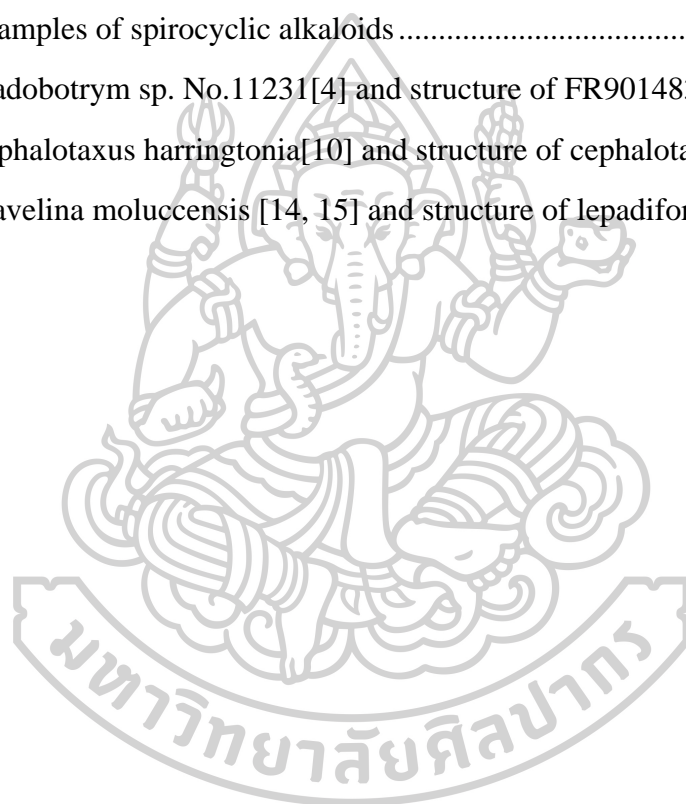 amples of spirocyclic alkaloids.......................................
adobotrym sp. No.11231[4] and structure of FR901483
phalotaxus harringtonia[10] and structure of cephalota
avelina moluccensis [14, 15] and structure of lepadifor
มหาวิทยาลัยศิลปากร